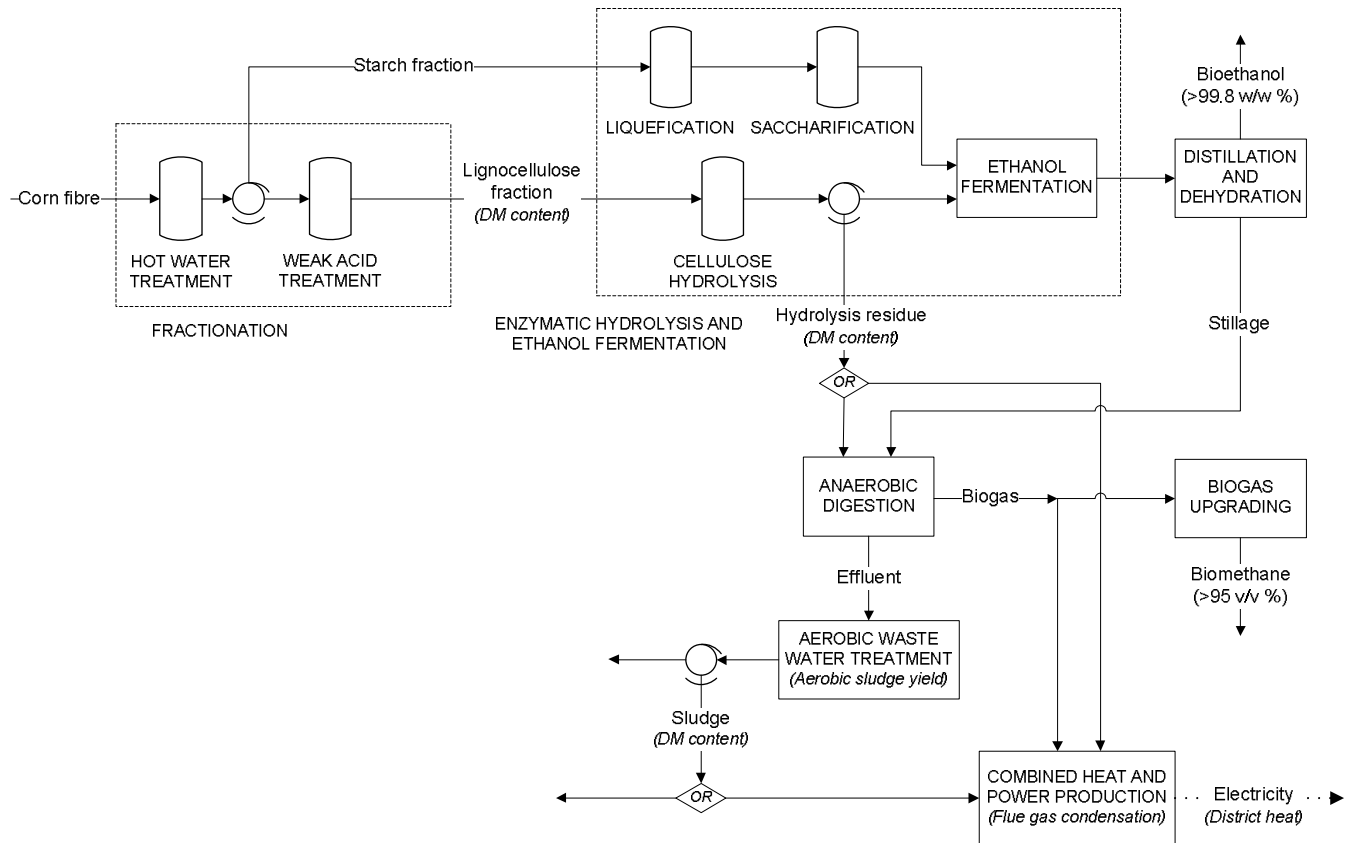 Starch fraction
LIQUEFICATION
SACCHARIFICATION
Bioethanol
(>99.8 w/w %)
Corn fibre
HOT WATER
TREATMENT
WEAK ACID
TREATMENT
FRACTIONATION
Lignocellulose
fraction
(DM content)
CELLULOSE
HYDROLYSIS
ETHANOL
FERMENTATION
DISTILLATION
AND
DEHYDRATION
ENZYMATIC HYDROLYSIS AND
ETHANOL FERMENTATION
Hydrolysis residue
(DM content)
Stillage
OR
ANAEROBIC
DIGESTION
Biogas
BIOGAS
UPGRADING
Effluent
Biomethane
(>95 v/v %)
AEROBIC WASTE
WATER TREATMENT
(Aerobic sludge yield)
Sludge
(DM content)
OR
COMBINED HEAT AND
POWER PRODUCTION
(Flue gas condensation)
Electricity
(District heat)